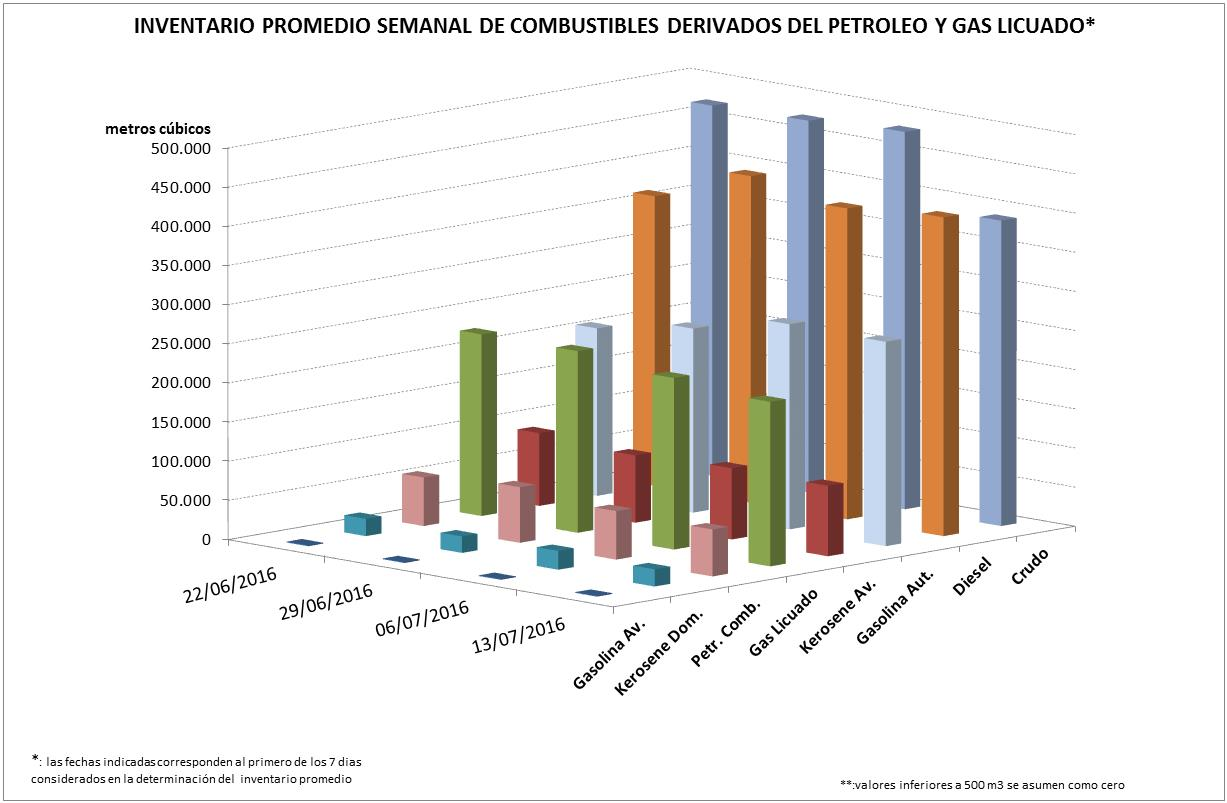 INVENTARIO PROMEDIO SEMANAL DE COMBUSTIBLES DERIVADOS DEL PETROLEO Y GAS LICUADO*
metros cúbicos
500.000
450.000
400.000
350.000
300.000
250.000
200.000
150.000
100.000
50.000
0
22/06/2016
29/06/2016
06/07/2016
13/07/2016
Gasolina Av.
Kerosene Dom.
Petr. Comb.
Gas Licuado
Kerosene Av.
Gasolina Aut.
Diesel
Crudo
*: las fechas indicadas corresponden al primero de los 7 dias
considerados en la determinación del inventario promedio
**:valores inferiores a 500 m3 se asumen como cero